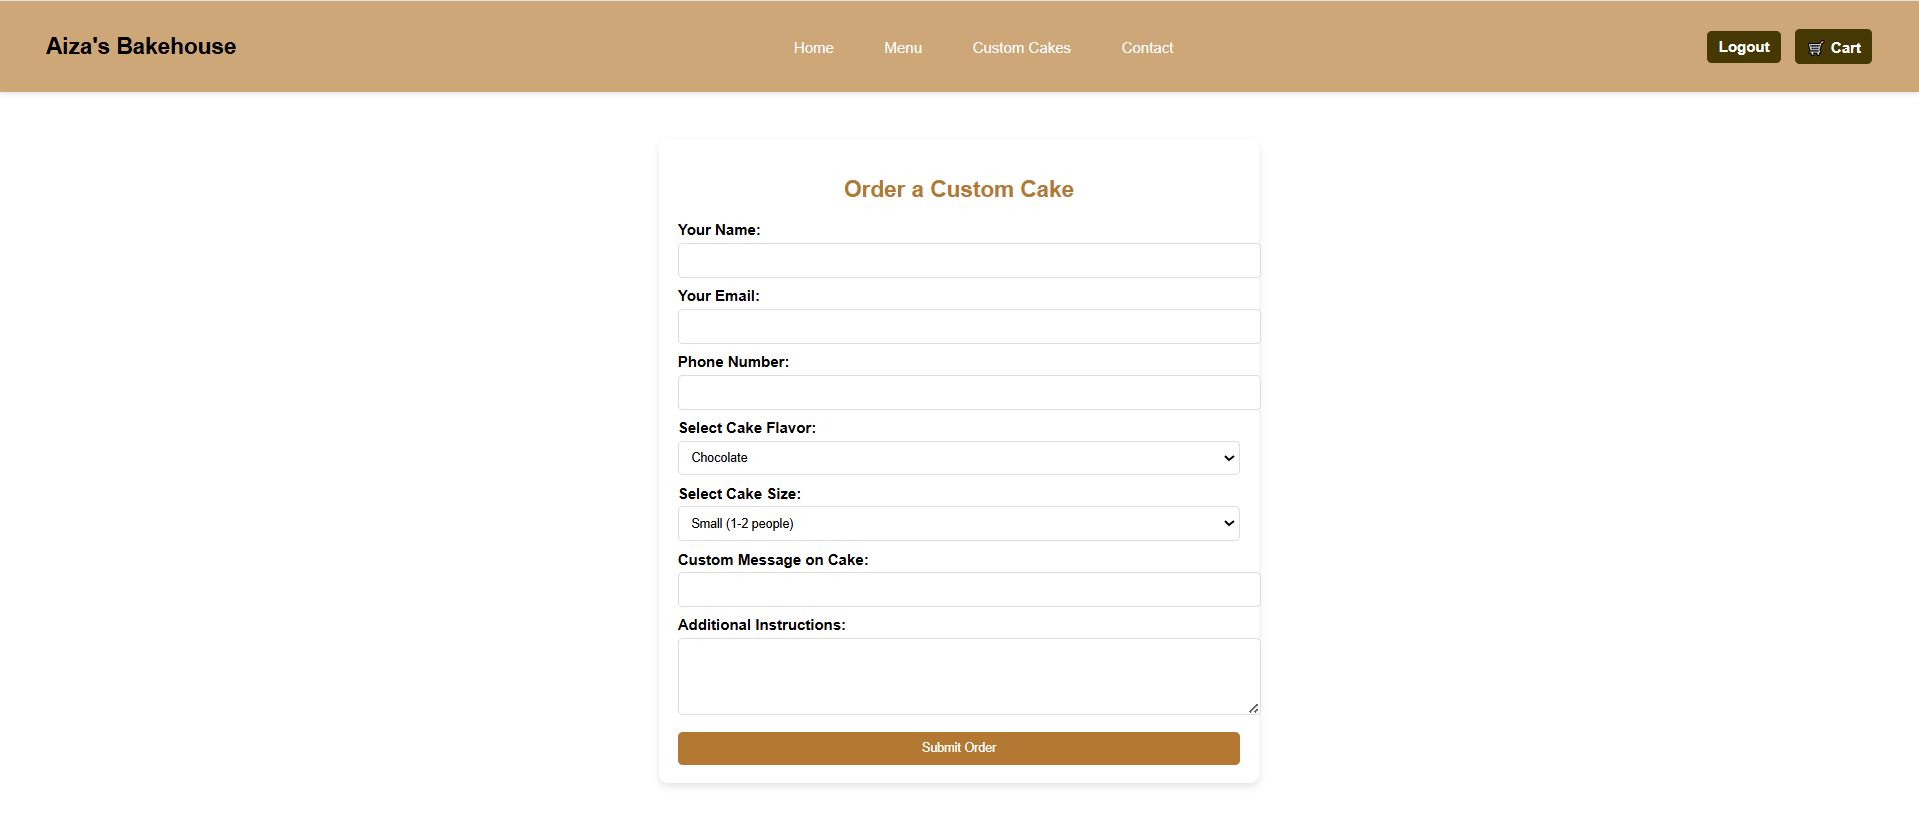 Aiza's Bakehouse
Home Menu Custom Cakes Contact
Logout
Cart
Order a Custom Cake
Your Name:
Your Email:
Phone Number:
Select Cake Flavor:
Chocolate
Select Cake Size:
Small (1-2 people)
Custom Message on Cake:
Additional Instructions:
Submit Order